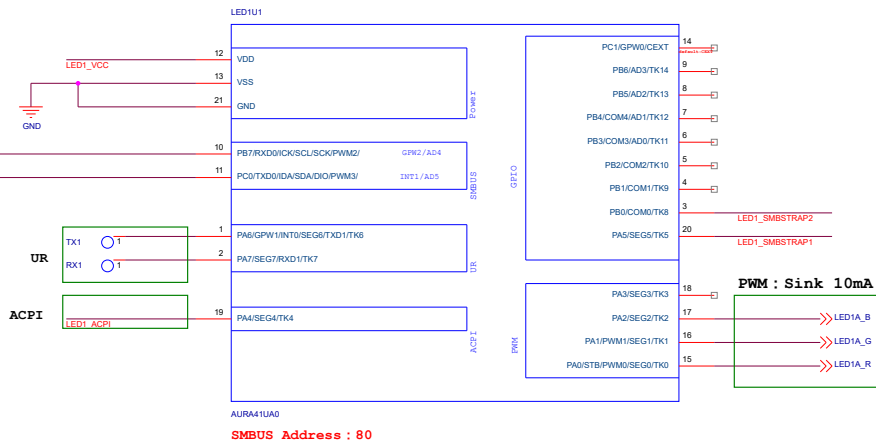 LED1U1
12
LED1_VCC
VDD
13
VSS
21
GND
GND
Power
10
PB7/RXD0/ICK/SCL/SCK/PWM2/
GPW2/AD4
11
PC0/TXD0/IDA/SDA/DIO/PWM3/
INT1/AD5
SMBUS
UR
TX1
1
1
PA6/GPW1/INT0/SEG6/TXD1/TK6
RX1
1
2
PA7/SEG7/RXD1/TK7
UR
ACPI
LED1_ACPI
19
PA4/SEG4/TK4
ACPI
GPIO
PC1/GPW0/CEXT
14
PB6/AD3/TK14
9
PB5/AD2/TK13
8
PB4/COM4/AD1/TK12
7
PB3/COM3/AD0/TK11
6
PB2/COM2/TK10
5
PB1/COM1/TK9
4
PB0/COM0/TK8
3
LED1_SMBSTRAP2
PA5/SEG5/TK5
20
LED1_SMBSTRAP1
PWM
PA3/SEG3/TK3
18
PWM : Sink 10mA
PA2/SEG2/TK2
17
LED1A_B
PA1/PWM1/SEG1/TK1
16
LED1A_G
PA0/STB/PWM0/SEG0/TK0
15
LED1A_R
AURA41UA0
SMBUS Address : 80